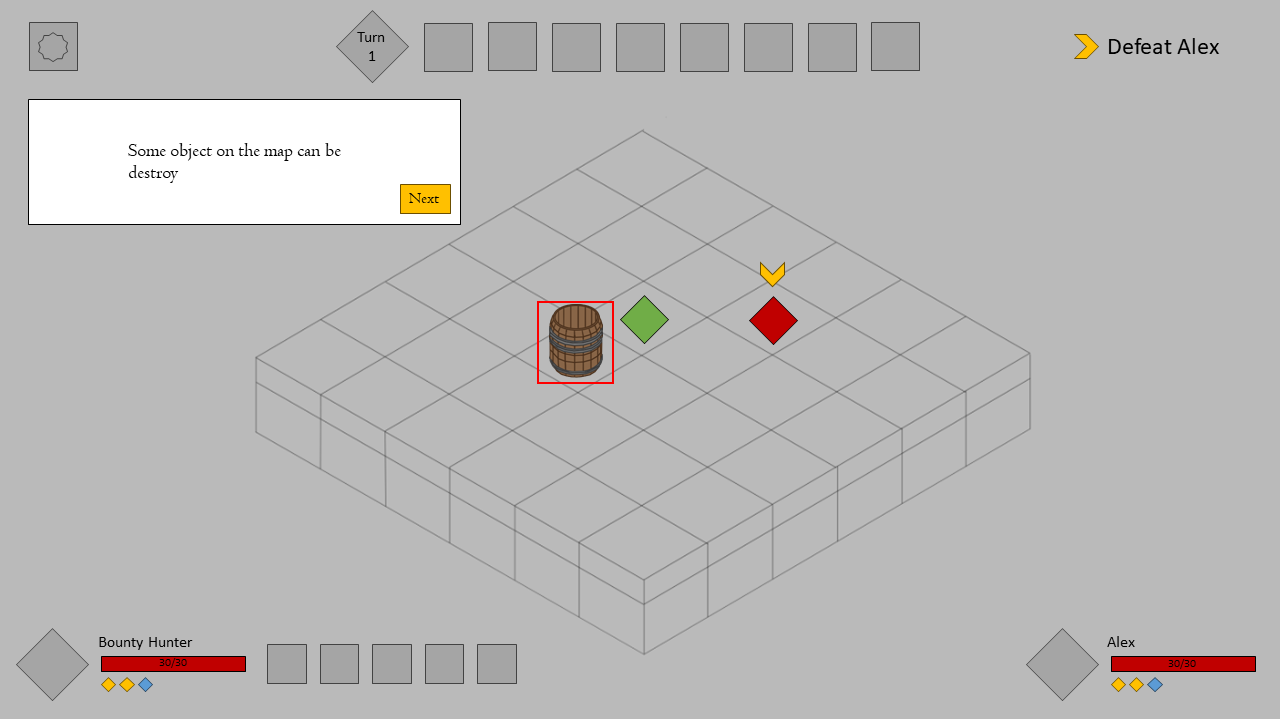 Turn
1
Defeat Alex
Some object on the map can be
destroy
Next
Bounty Hunter
30/30
Alex
30/30